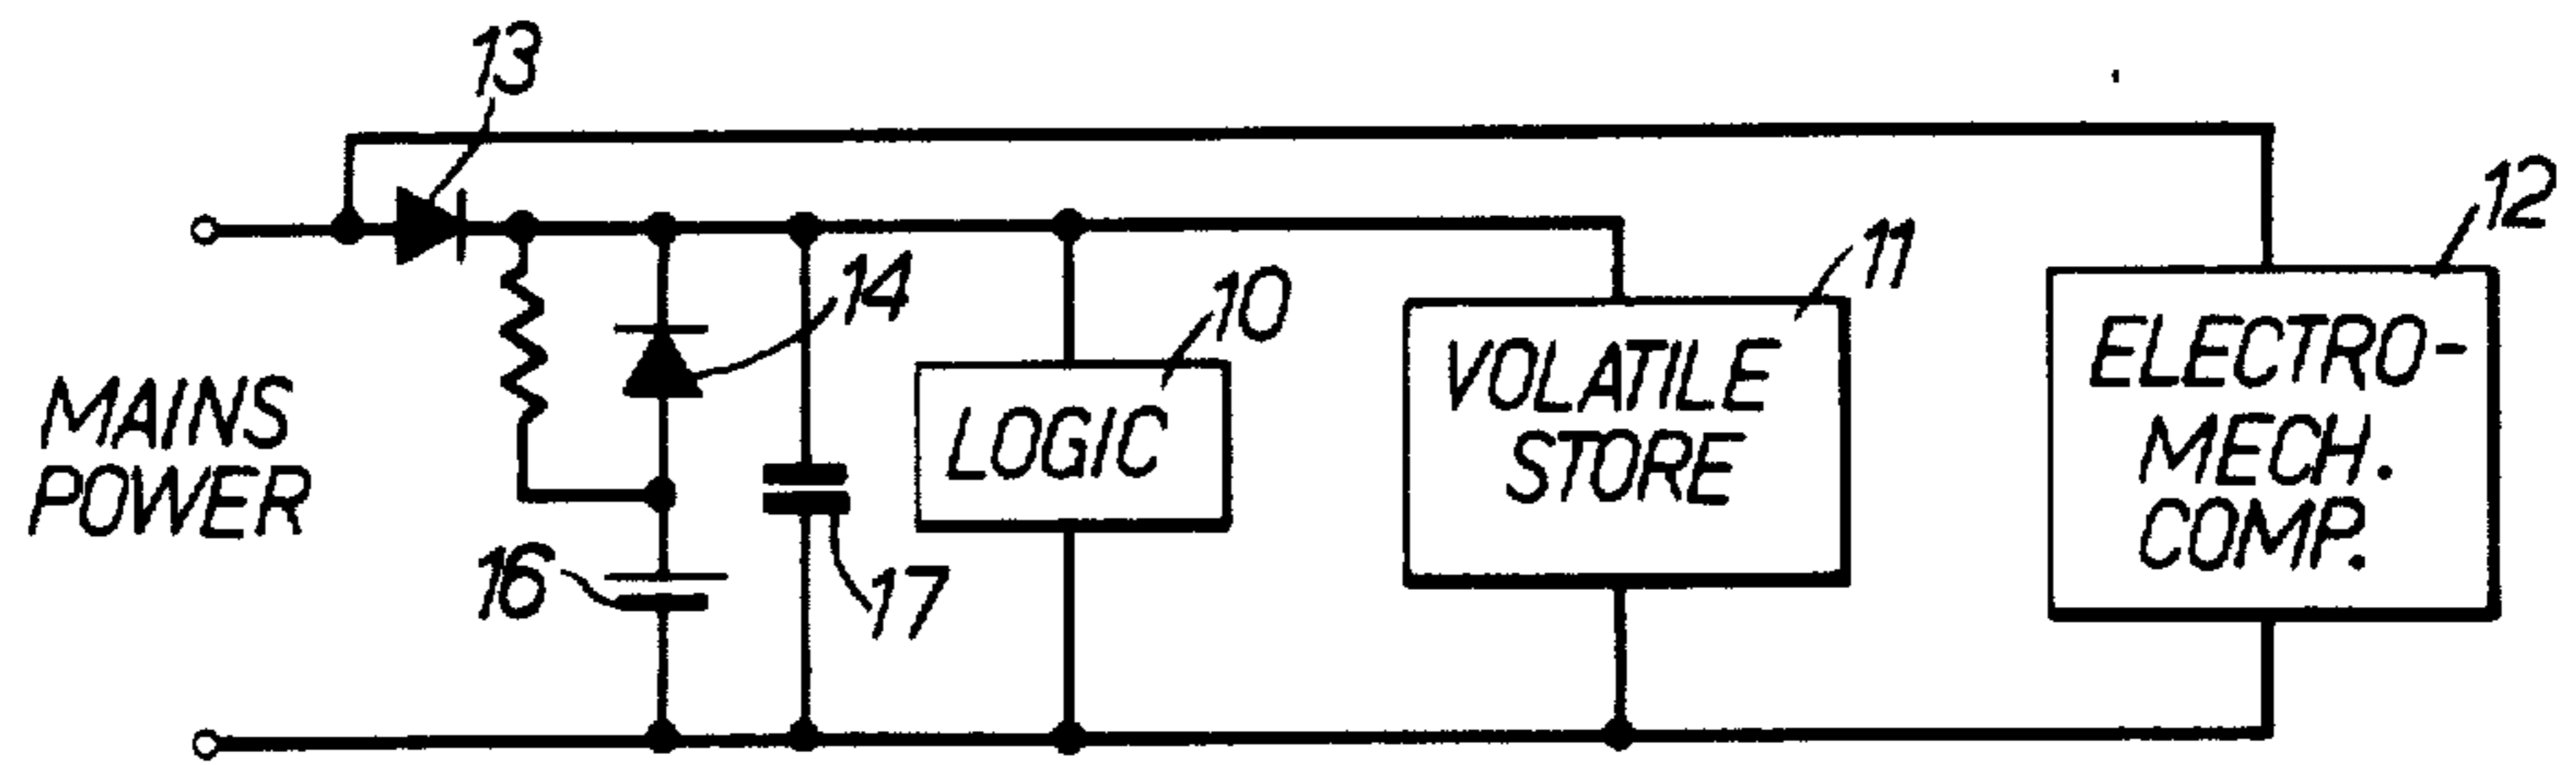 13
12
11
14
10
MAINS
POWER
LOGIC
VOLATILE
STORE
ELECTRO-
MECH.
COMP.
16
17